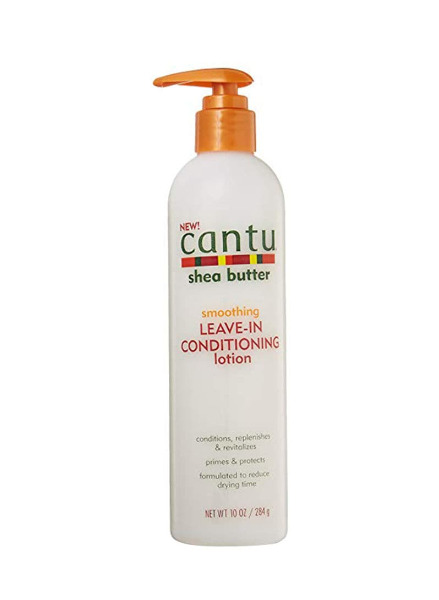 NEW!
cantu
shea butter
smoothing
LEAVE-IN
CONDITIONING
lotion
conditions, replenishes
& revitalizes
primes & protects
formulated to reduce
drying time
NET WT 10 OZ / 284 g